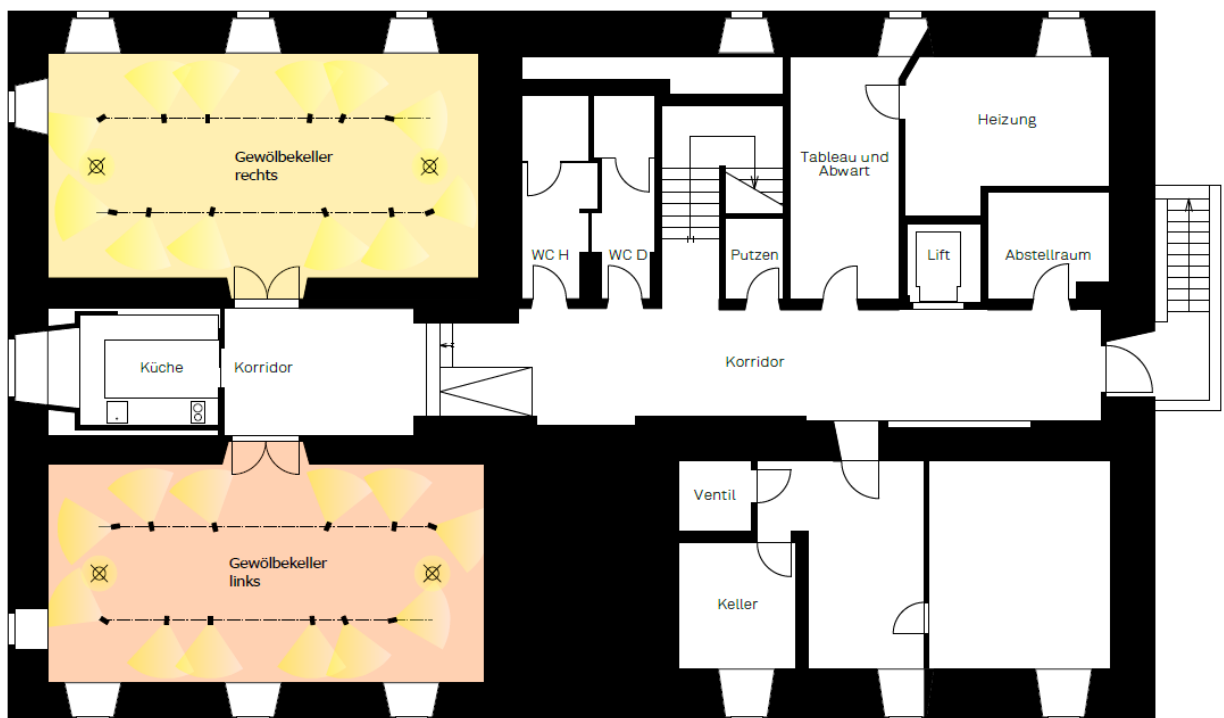 Gewölbekeller
rechts
Heizung
Tableau und
Abwart
WC H
WC D
Putzen
Lift
Abstellraum
Küche
Korridor
Korridor
Ventil
Gewölbekeller
links
Keller